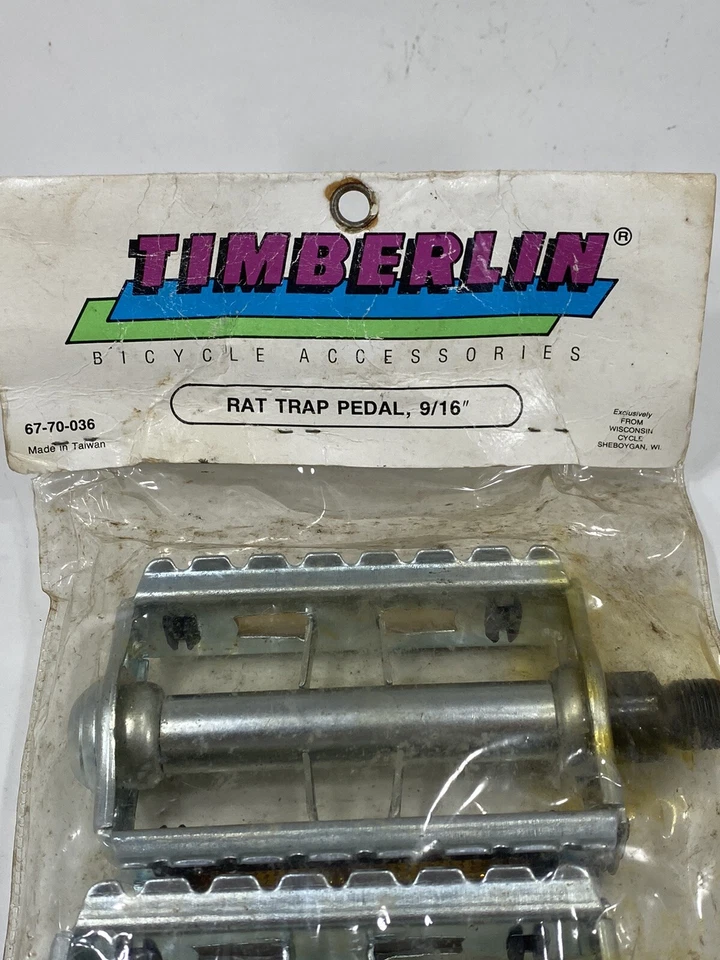 TIMBERLIN®
BICYCLE ACCESSORIES
RAT TRAP PEDAL, 9/16"
67-70-036
Made in Taiwan
Exclusively
FROM
WISCONSIN
CYCLE
SHEBOYGAN, WI.